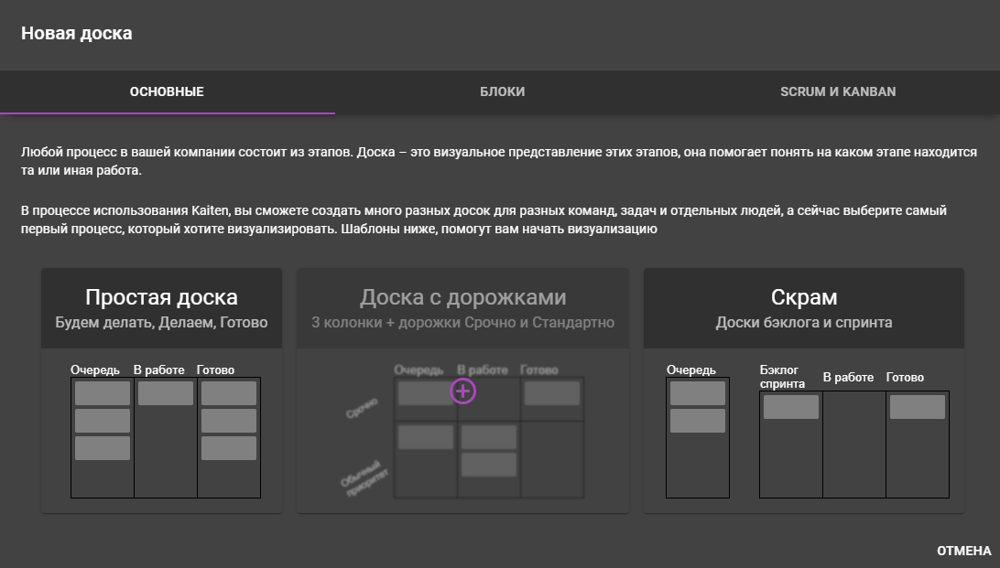 Новая доска
ОСНОВНЫЕ
БЛОКИ
SCRUM И KANBAN
Любой процесс в вашей компании состоит из этапов. Доска – это визуальное представление этих этапов, она помогает понять на каком этапе находится
та или иная работа.
В процессе использования Kaiten, вы сможете создать много разных досок для разных команд, задач и отдельных людей, а сейчас выберите самый
первый процесс, который хотите визуализировать. Шаблоны ниже, помогут вам начать визуализацию
Простая доска
Будем делать, Делаем, Готово
Очередь
В работе
Готово
Доска с дорожками
3 колонки + дорожки Срочно и Стандартно
Очередь
В работе
Готово
Срочно
Обычный
приоритет
Скрам
Доски бэклога и спринта
Очередь
Бэклог
спринта
В работе
Готово
ОТМЕНА